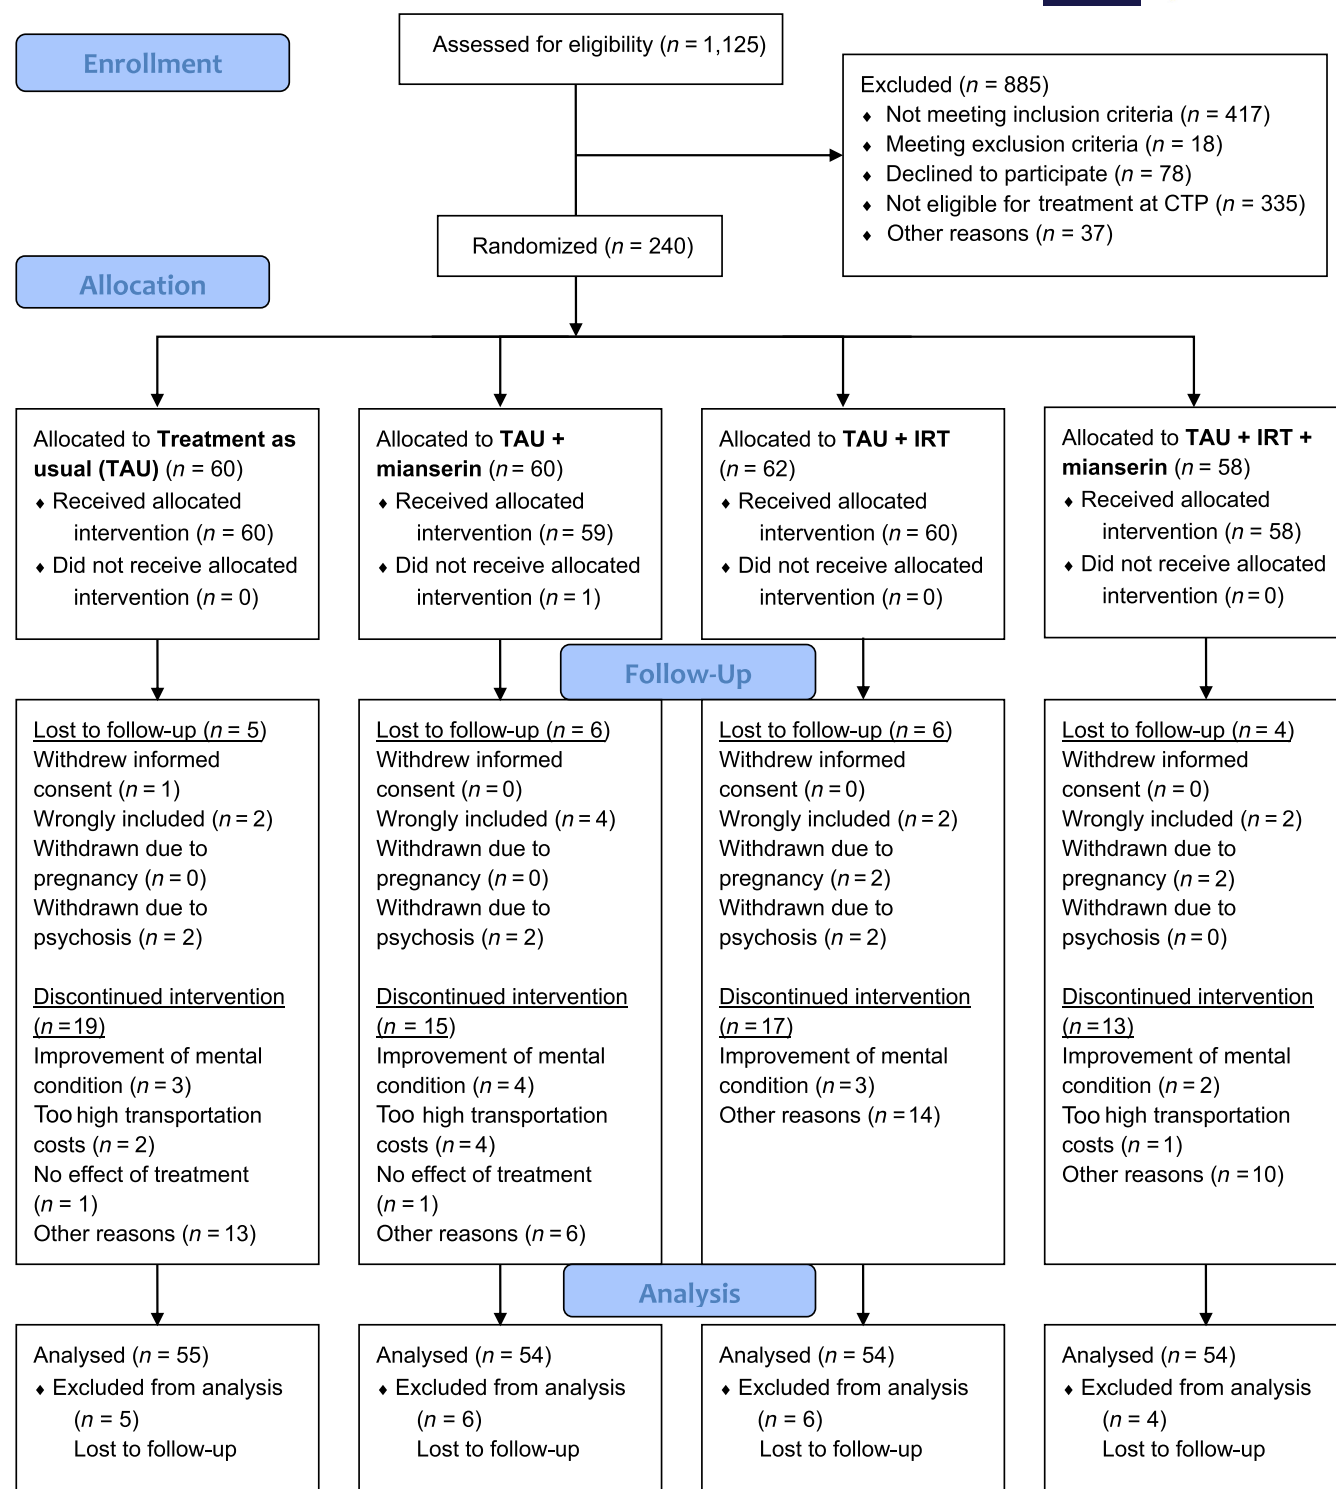 Enrollment
Assessed for eligibility (n = 1,125)
Excluded (n = 885)
♦ Not meeting inclusion criteria (n = 417)
♦ Meeting exclusion criteria (n = 18)
♦ Declined to participate (n = 78)
♦ Not eligible for treatment at CTP (n = 335)
♦ Other reasons (n = 37)
Randomized (n = 240)
Allocation
Allocated to Treatment as
usual (TAU) (n = 60)
♦ Received allocated
intervention (n = 60)
♦ Did not receive allocated
intervention (n = 0)
Allocated to TAU +
mianserin (n = 60)
♦ Received allocated
intervention (n = 59)
♦ Did not receive allocated
intervention (n = 1)
Allocated to TAU + IRT
(n = 62)
♦ Received allocated
intervention (n = 60)
♦ Did not receive allocated
intervention (n = 0)
Allocated to TAU + IRT +
mianserin (n = 58)
♦ Received allocated
intervention (n = 58)
♦ Did not receive allocated
intervention (n = 0)
Follow-Up
Lost to follow-up (n = 5)
Withdrew informed
consent (n = 1)
Wrongly included (n = 2)
Withdrawn due to
pregnancy (n = 0)
Withdrawn due to
psychosis (n = 2)
Discontinued intervention
(n = 19)
Improvement of mental
condition (n = 3)
Too high transportation
costs (n = 2)
No effect of treatment
(n = 1)
Other reasons (n = 13)
Lost to follow-up (n = 6)
Withdrew informed
consent (n = 0)
Wrongly included (n = 4)
Withdrawn due to
pregnancy (n = 0)
Withdrawn due to
psychosis (n = 2)
Discontinued intervention
(n = 15)
Improvement of mental
condition (n = 4)
Too high transportation
costs (n = 4)
No effect of treatment
(n = 1)
Other reasons (n = 6)
Lost to follow-up (n = 6)
Withdrew informed
consent (n = 0)
Wrongly included (n = 2)
Withdrawn due to
pregnancy (n = 2)
Withdrawn due to
psychosis (n = 2)
Discontinued intervention
(n = 17)
Improvement of mental
condition (n = 3)
Other reasons (n = 14)
Lost to follow-up (n = 4)
Withdrew informed
consent (n = 0)
Wrongly included (n = 2)
Withdrawn due to
pregnancy (n = 2)
Withdrawn due to
psychosis (n = 0)
Discontinued intervention
(n = 13)
Improvement of mental
condition (n = 2)
Too high transportation
costs (n = 1)
Other reasons (n = 10)
Analysis
Analysed (n = 55)
♦ Excluded from analysis
(n = 5)
Lost to follow-up
Analysed (n = 54)
♦ Excluded from analysis
(n = 6)
Lost to follow-up
Analysed (n = 54)
♦ Excluded from analysis
(n = 6)
Lost to follow-up
Analysed (n = 54)
♦ Excluded from analysis
(n = 4)
Lost to follow-up